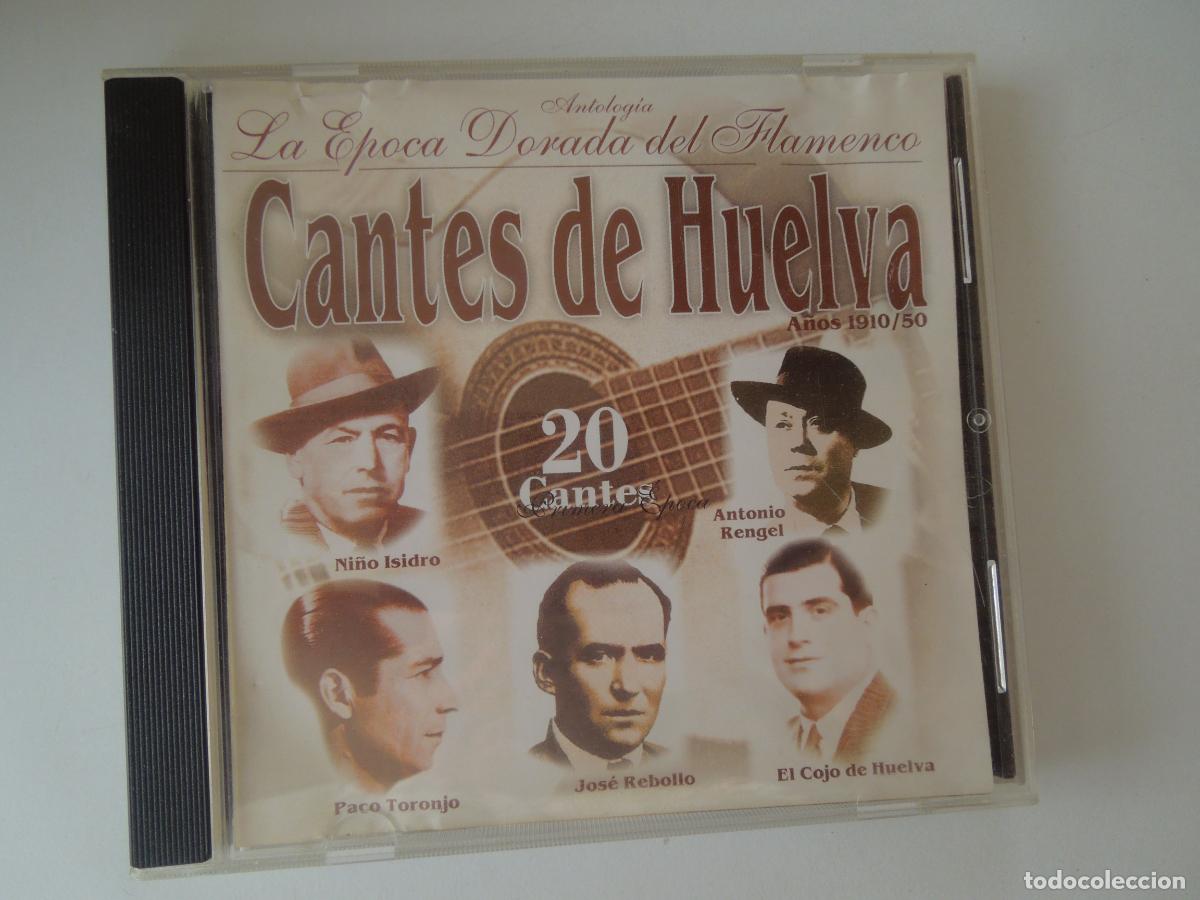 Antología
La Epoca Dorada del Flamenco
Cantes de Huelva
Años 1910/50
20
Cantes
Primera Epoca
Niño Isidro
Antonio
Rengel
Paco Toronjo
José Rebollo
El Cojo de Huelva
todocoleccion